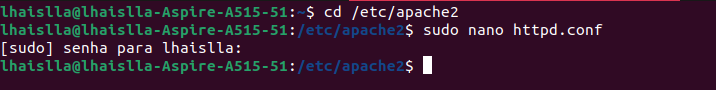 lhaislla@lhaislla-Aspire-A515-51:~$ cd /etc/apache2
lhaislla@lhaislla-Aspire-A515-51:/etc/apache2$ sudo nano httpd.conf
[sudo] senha para lhaislla:
lhaislla@lhaislla-Aspire-A515-51:/etc/apache2$